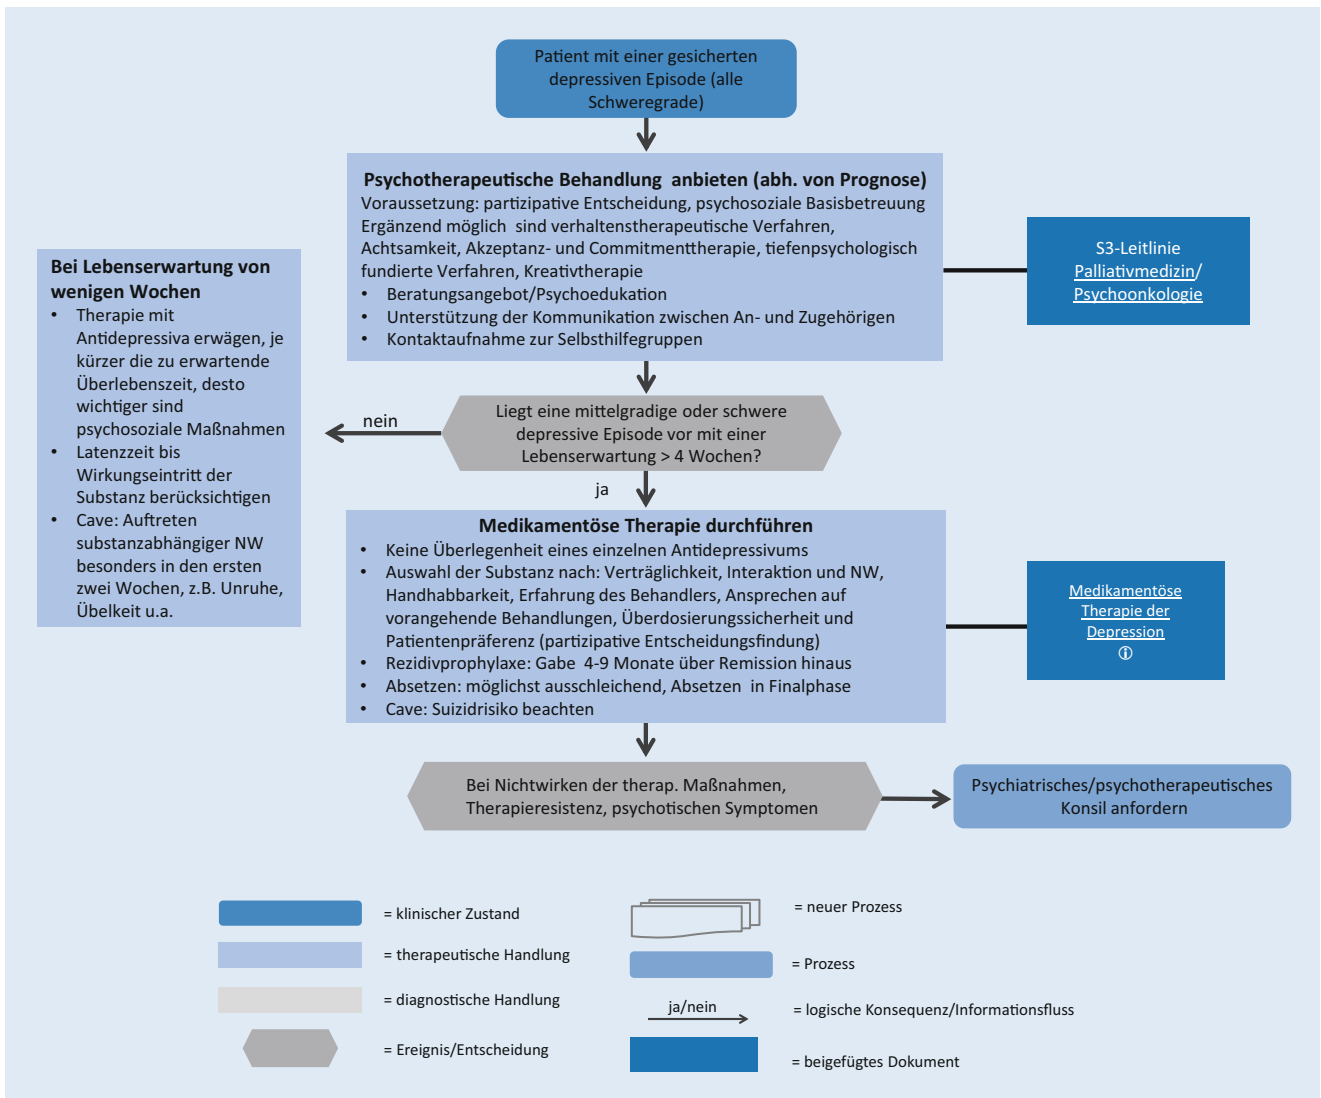 Patient mit einer gesicherten
depressiven Episode (alle
Schweregrade)
Psychotherapeutische Behandlung anbieten (abh. von Prognose)
Voraussetzung: partizipative Entscheidung, psychosoziale Basisbetreuung
Ergänzend möglich sind verhaltenstherapeutische Verfahren,
Achtsamkeit, Akzeptanz- und Commitmenttherapie, tiefenpsychologisch
fundierte Verfahren, Kreativtherapie
• Beratungsangebot/Psychoedukation
• Unterstützung der Kommunikation zwischen An- und Zugehörigen
• Kontaktaufnahme zur Selbsthilfegruppen
S3-Leitlinie
Palliativmedizin/
Psychoonkologie
Bei Lebenserwartung von
wenigen Wochen
• Therapie mit
Antidepressiva erwägen, je
kürzer die zu erwartende
Überlebenszeit, desto
wichtiger sind
psychosoziale Maßnahmen
• Latenzzeit bis
Wirkungseintritt der
Substanz berücksichtigen
• Cave: Auftreten
substanzabhängiger NW
besonders in den ersten
zwei Wochen, z.B. Unruhe,
Übelkeit u.a.
nein
Liegt eine mittelgradige oder schwere
depressive Episode vor mit einer
Lebenserwartung > 4 Wochen?
ja
Medikamentöse Therapie durchführen
• Keine Überlegenheit eines einzelnen Antidepressivums
• Auswahl der Substanz nach: Verträglichkeit, Interaktion und NW,
Handhabbarkeit, Erfahrung des Behandlers, Ansprechen auf
vorangehende Behandlungen, Überdosierungssicherheit und
Patientenpräferenz (partizipative Entscheidungsfindung)
• Rezidivprophylaxe: Gabe 4-9 Monate über Remission hinaus
• Absetzen: möglichst ausschleichend, Absetzen in Finalphase
• Cave: Suizidrisiko beachten
Medikamentöse
Therapie der
Depression
ⓘ
Bei Nichtwirken der therap. Maßnahmen,
Therapieresistenz, psychotischen Symptomen
Psychiatrisches/psychotherapeutisches
Konsil anfordern
= klinischer Zustand
= therapeutische Handlung
= diagnostische Handlung
= Ereignis/Entscheidung
= neuer Prozess
= Prozess
ja/nein
= logische Konsequenz/Informationsfluss
= beigefügtes Dokument